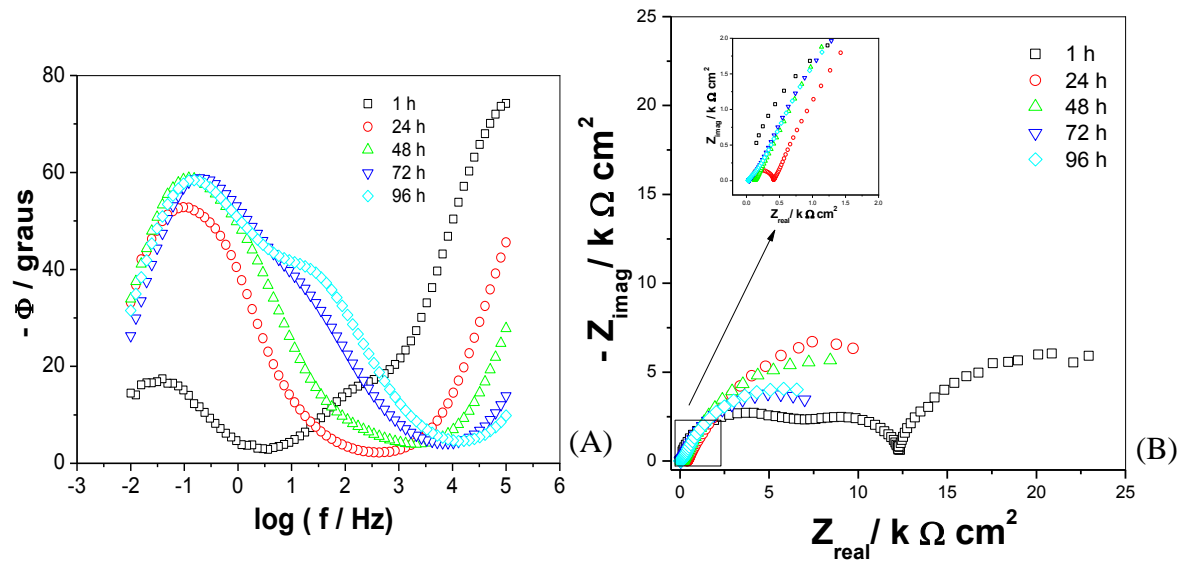 - Φ / graus
80
60
40
20
0
-3 -2 -1 0 1 2 3 4 5 6
log ( f / Hz)
1 h
24 h
48 h
72 h
96 h
(A)
- Z_imag / k Ω cm²
25
20
15
10
5
0
0 5 10 15 20 25
Z_real / k Ω cm²
1 h
24 h
48 h
72 h
96 h
Z_imag / k Ω cm²
2.0
1.5
1.0
0.5
0.0
0.0 0.5 1.0 1.5 2.0
Z_real / k Ω cm²
(B)